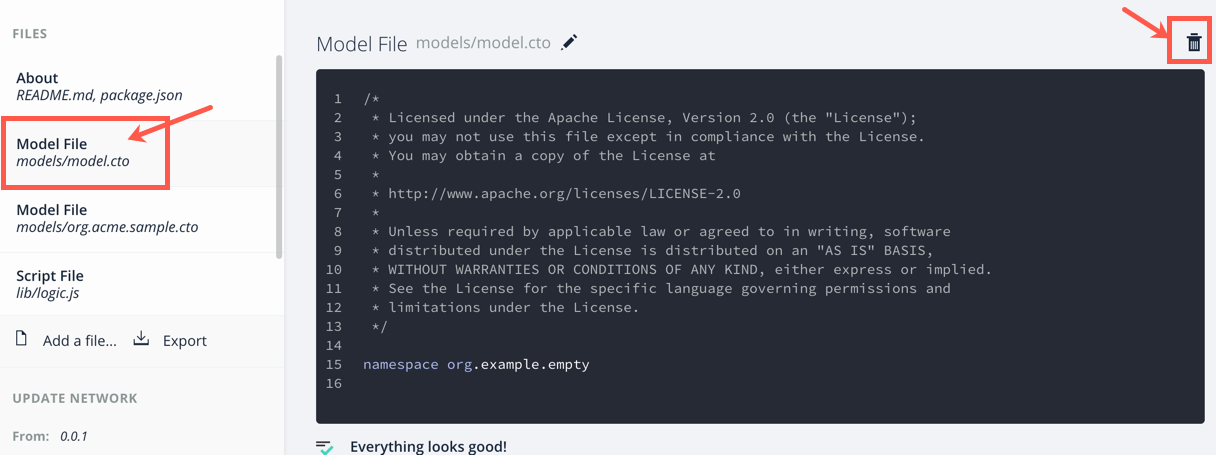 FILES
About
README.md, package.json
Model File
models/model.cto
Model File
models/org.acme.sample.cto
Script File
lib/logic.js
Add a file... Export
UPDATE NETWORK
From: 0.0.1
Model File models/model.cto
1 /*
2 * Licensed under the Apache License, Version 2.0 (the "License");
3 * you may not use this file except in compliance with the License.
4 * You may obtain a copy of the License at
5 *
6 * http://www.apache.org/licenses/LICENSE-2.0
7 *
8 * Unless required by applicable law or agreed to in writing, software
9 * distributed under the License is distributed on an "AS IS" BASIS,
10 * WITHOUT WARRANTIES OR CONDITIONS OF ANY KIND, either express or implied.
11 * See the License for the specific language governing permissions and
12 * limitations under the License.
13 */
14
15 namespace org.example.empty
16
Everything looks good!